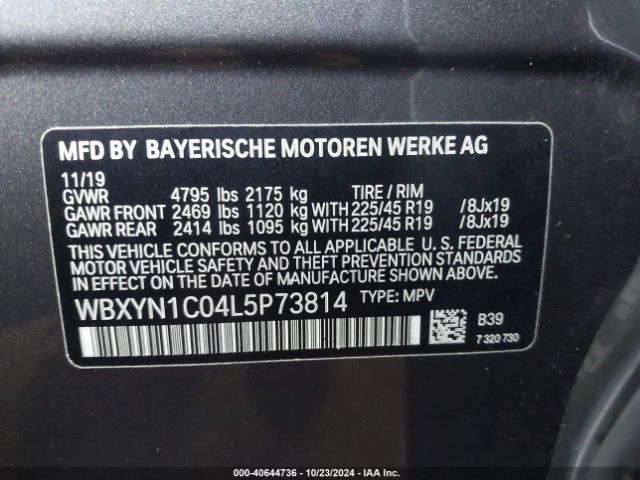 MFD BY BAYERISCHE MOTOREN WERKE AG
11/19
GVWR 4795 lbs 2175 kg TIRE / RIM
GAWR FRONT 2469 lbs 1120 kg WITH 225/45 R19 /8Jx19
GAWR REAR 2414 lbs 1095 kg WITH 225/45 R19 /8Jx19
THIS VEHICLE CONFORMS TO ALL APPLICABLE U. S. FEDERAL
MOTOR VEHICLE SAFETY AND THEFT PREVENTION STANDARDS
IN EFFECT ON THE DATE OF MANUFACTURE SHOWN ABOVE.
WBXYN1C04L5P73814 TYPE: MPV
B39
7 320 730
000-40644736 - 10/23/2024 - IAA Inc.